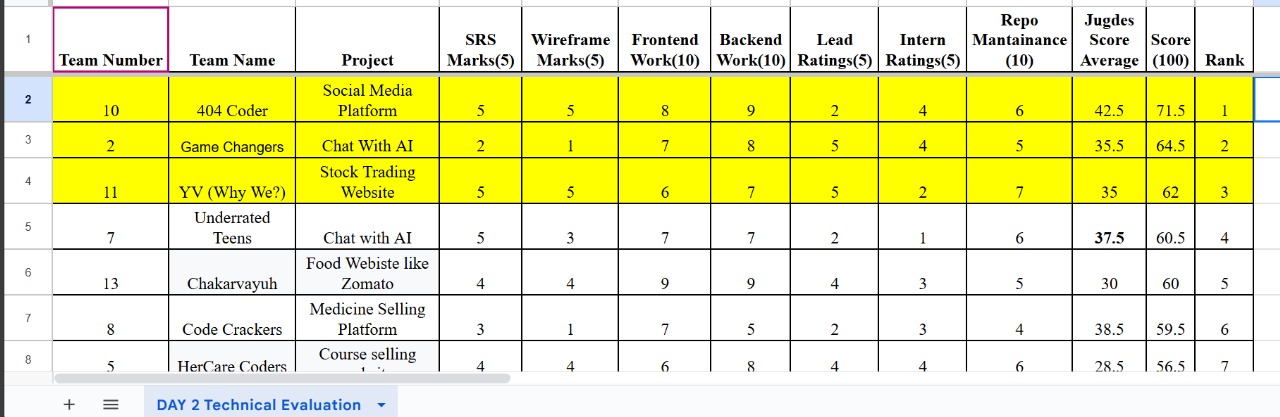 1
Team Number
Team Name
Project
SRS
Marks(5)
Wireframe
Marks(5)
Frontend
Work(10)
Backend
Work(10)
Lead
Ratings(5)
Intern
Ratings(5)
Repo
Mantainance
(10)
Jugdes
Score
Average
Score
(100)
Rank
2
10
404 Coder
Social Media
Platform
5
5
8
9
2
4
6
42.5
71.5
1
3
2
Game Changers
Chat With AI
2
1
7
8
5
4
5
35.5
64.5
2
4
11
YV (Why We?)
Stock Trading
Website
5
5
6
7
5
2
7
35
62
3
5
7
Underrated
Teens
Chat with AI
5
3
7
7
2
1
6
37.5
60.5
4
6
13
Chakarvayuh
Food Webiste like
Zomato
4
4
9
9
4
3
5
30
60
5
7
8
Code Crackers
Medicine Selling
Platform
3
1
7
5
2
3
4
38.5
59.5
6
8
5
HerCare Coders
Course selling
4
4
6
8
4
4
6
28.5
56.5
7
DAY 2 Technical Evaluation